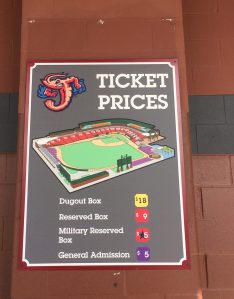 TICKET
PRICES
Dugout Box $18
Reserved Box $9
Military Reserved $5
Box
General Admission $5